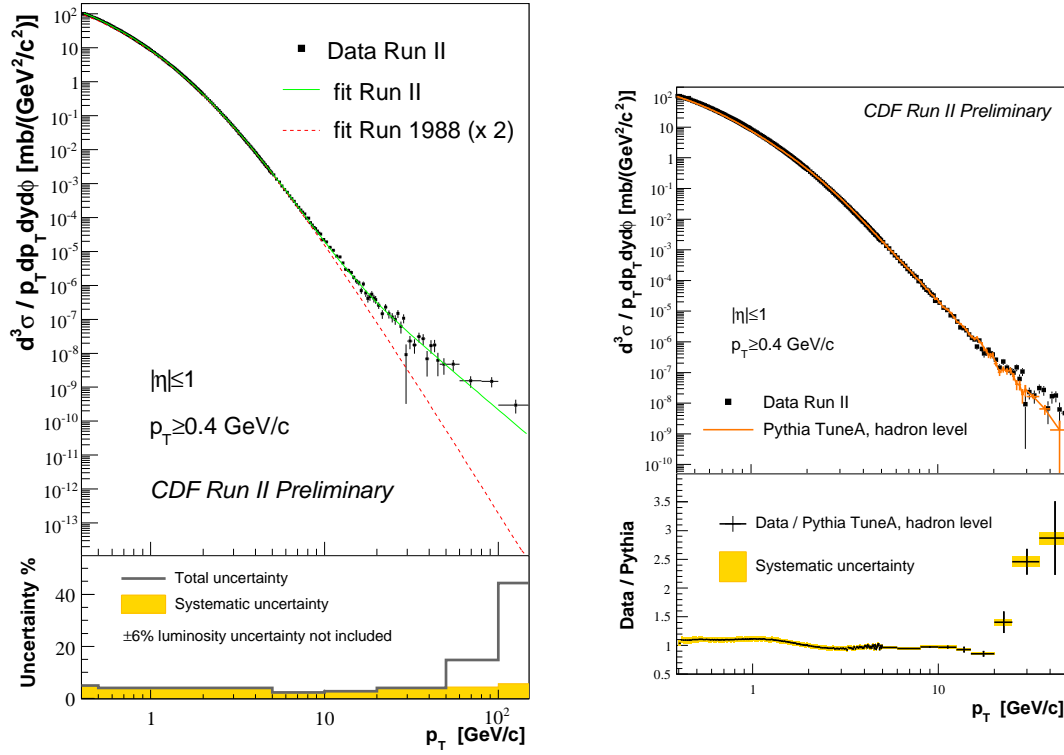 d³σ / p_T dp_T dydϕ [mb/(GeV²/c²)]
10²
10
1
10⁻¹
10⁻²
10⁻³
10⁻⁴
10⁻⁵
10⁻⁶
10⁻⁷
10⁻⁸
10⁻⁹
10⁻¹⁰
10⁻¹¹
10⁻¹²
10⁻¹³
Data Run II
fit Run II
fit Run 1988 (x 2)
|η|≤1
p_T≥0.4 GeV/c
CDF Run II Preliminary
Uncertainty %
40
20
0
Total uncertainty
Systematic uncertainty
±6% luminosity uncertainty not included
1
10
10²
p_T [GeV/c]
d³σ / p_T dp_T dydϕ [mb/(GeV²/c²)]
10²
10
1
10⁻¹
10⁻²
10⁻³
10⁻⁴
10⁻⁵
10⁻⁶
10⁻⁷
10⁻⁸
10⁻⁹
10⁻¹⁰
CDF Run II Preliminary
|η|≤1
p_T≥0.4 GeV/c
Data Run II
Pythia TuneA, hadron level
Data / Pythia
3.5
3
2.5
2
1.5
1
0.5
Data / Pythia TuneA, hadron level
Systematic uncertainty
1
10
p_T [GeV/c]